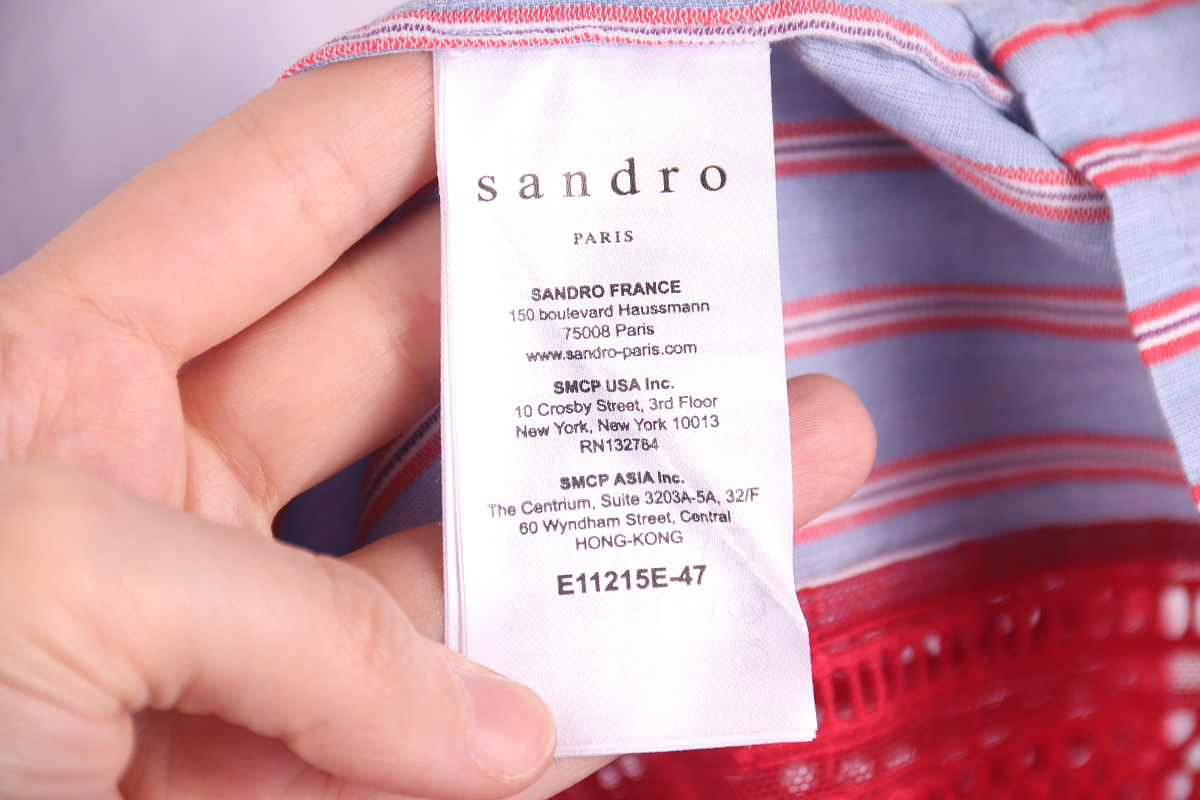 sandro
PARIS
SANDRO FRANCE
150 boulevard Haussmann
75008 Paris
www.sandro-paris.com
SMCP USA Inc.
10 Crosby Street, 3rd Floor
New York, New York 10013
RN132784
SMCP ASIA Inc.
The Centrium, Suite 3203A-5A, 32/F
60 Wyndham Street, Central
HONG-KONG
E11215E-47